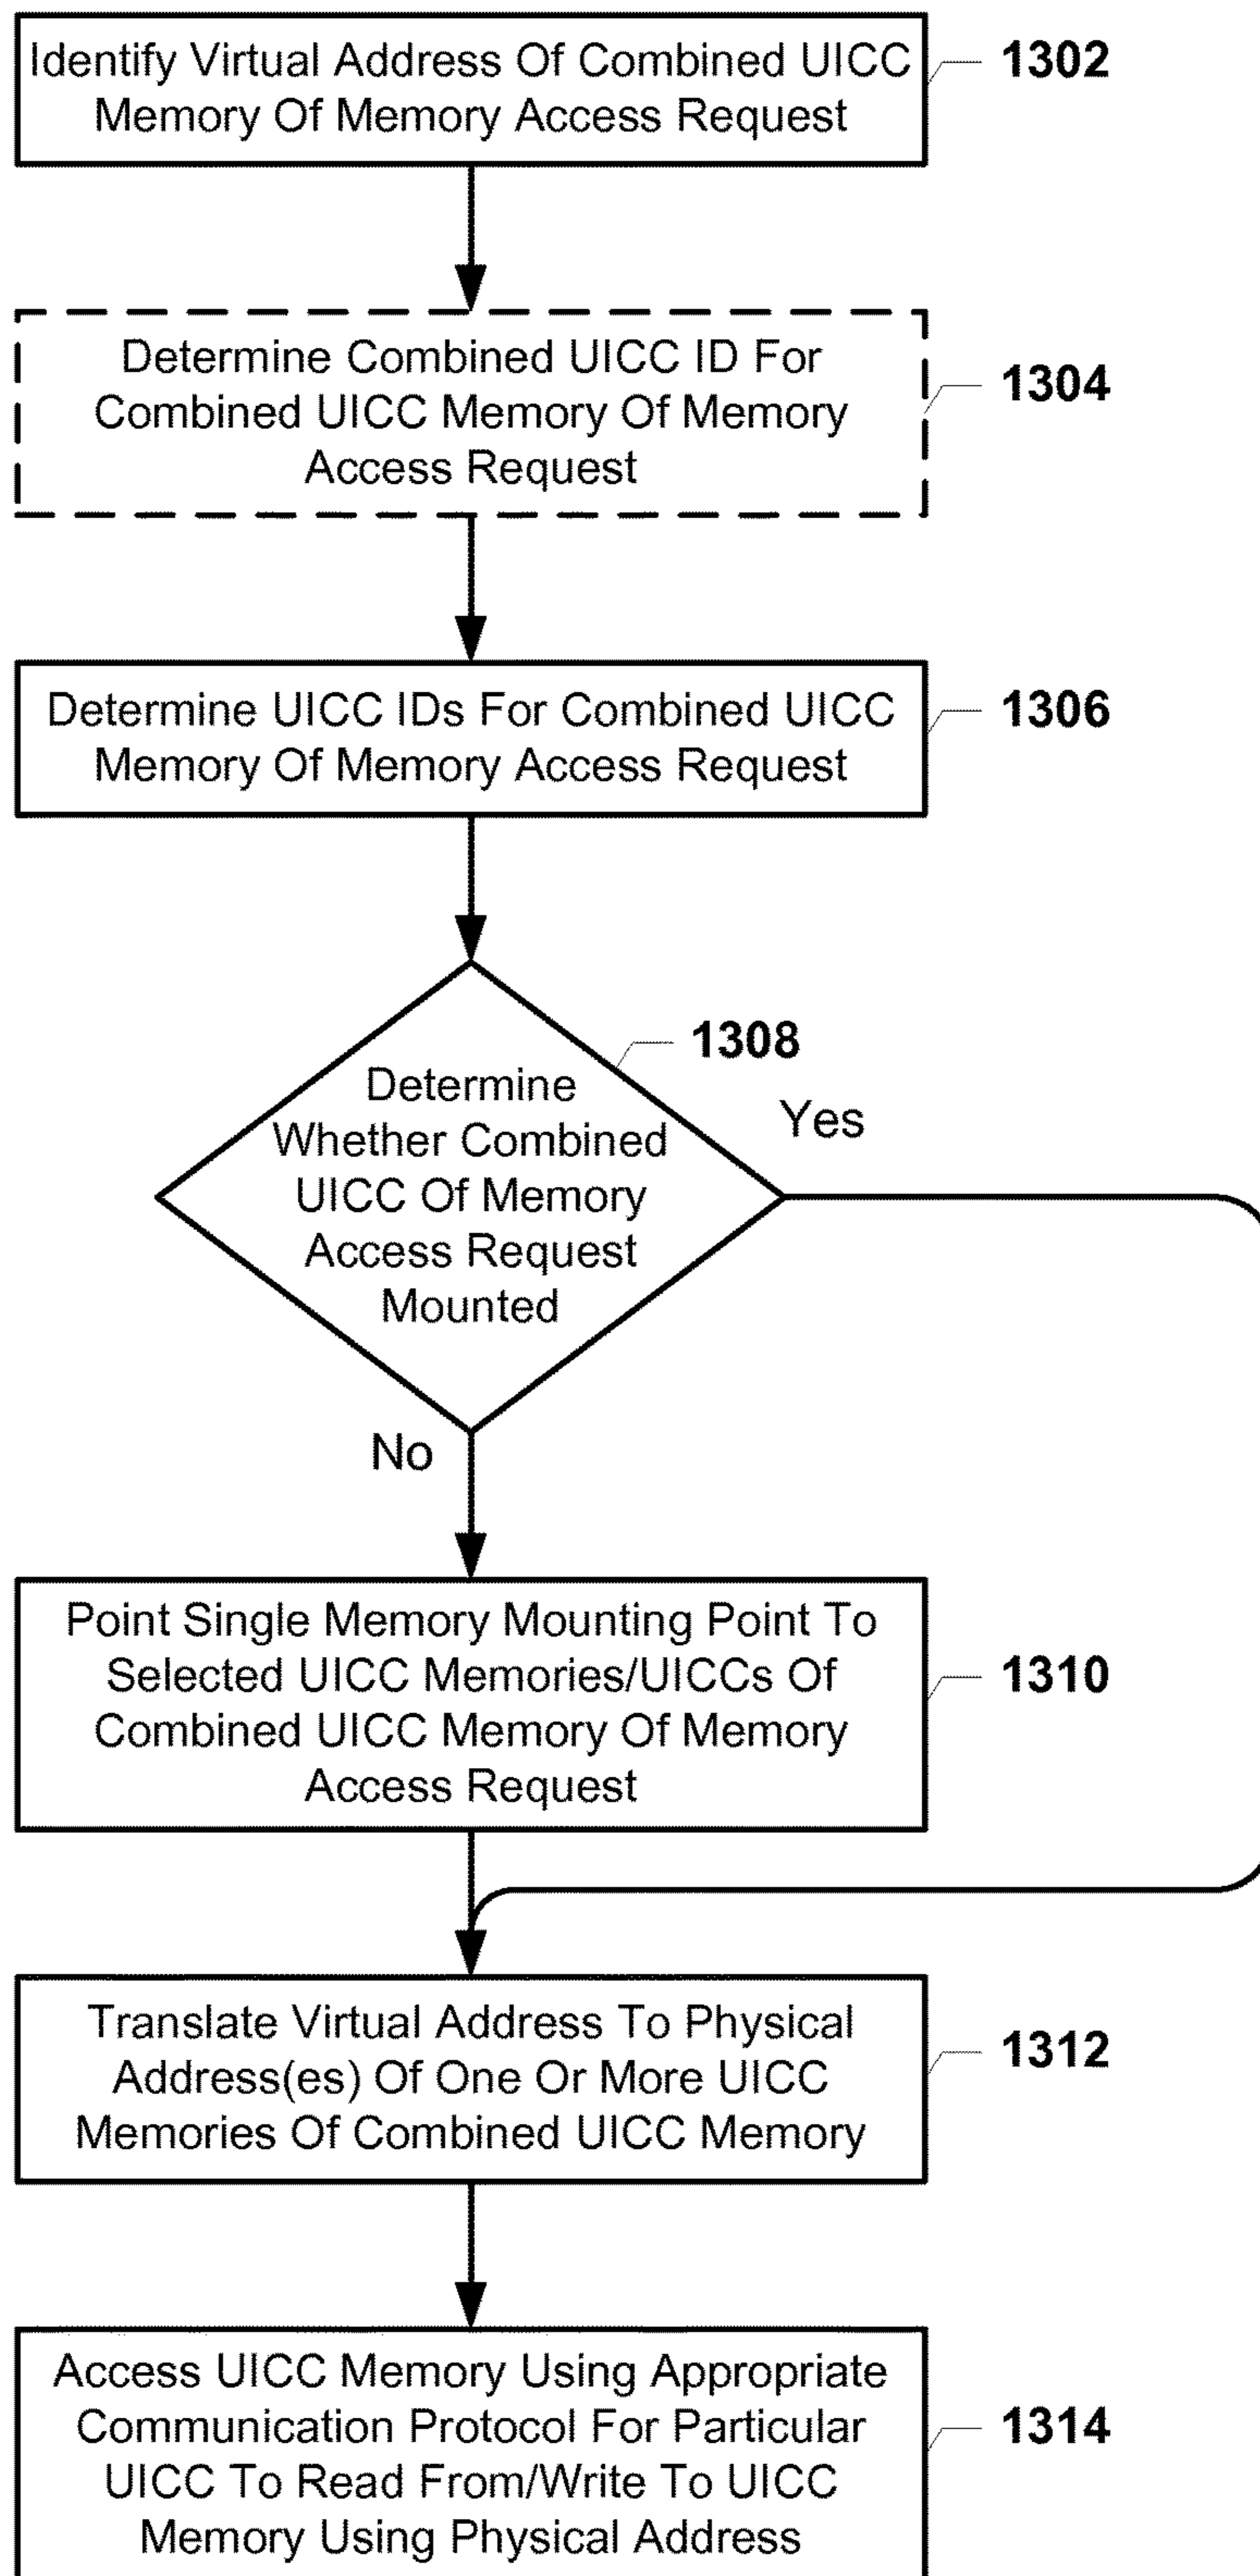 Identify Virtual Address Of Combined UICC
Memory Of Memory Access Request
1302
Determine Combined UICC ID For
Combined UICC Memory Of Memory
Access Request
1304
Determine UICC IDs For Combined UICC
Memory Of Memory Access Request
1306
1308
Determine
Whether Combined
UICC Of Memory
Access Request
Mounted
Yes
No
Point Single Memory Mounting Point To
Selected UICC Memories/UICCs Of
Combined UICC Memory Of Memory
Access Request
1310
Translate Virtual Address To Physical
Address(es) Of One Or More UICC
Memories Of Combined UICC Memory
1312
Access UICC Memory Using Appropriate
Communication Protocol For Particular
UICC To Read From/Write To UICC
Memory Using Physical Address
1314